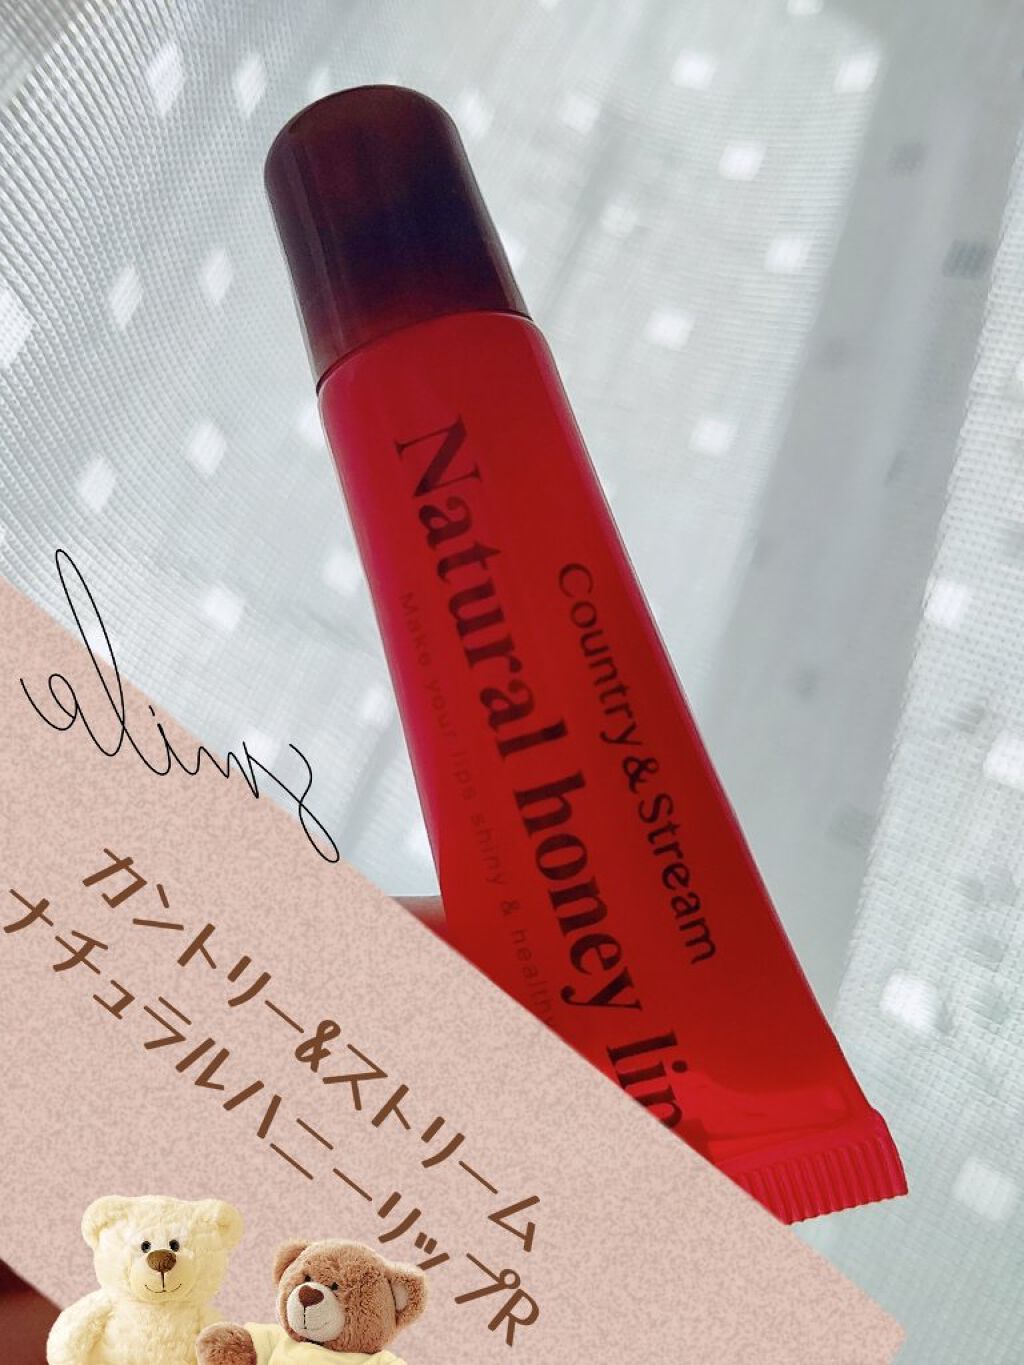 Country&Stream
Natural honey lip
Make your lips shiny & healthy
smile
カントリー&ストリーム
ナチュラルハニーリップR